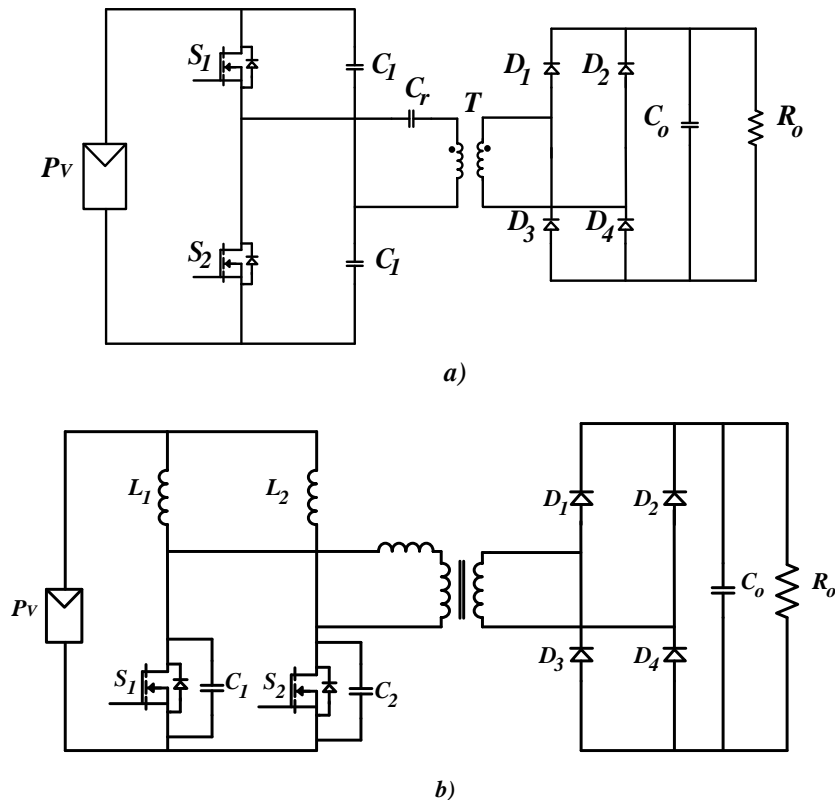 S1
C1
Cr
T
D1
D2
Co
Ro
PV
S2
C1
D3
D4
a)
L1
L2
D1
D2
PV
Co
Ro
S1
C1
S2
C2
D3
D4
b)